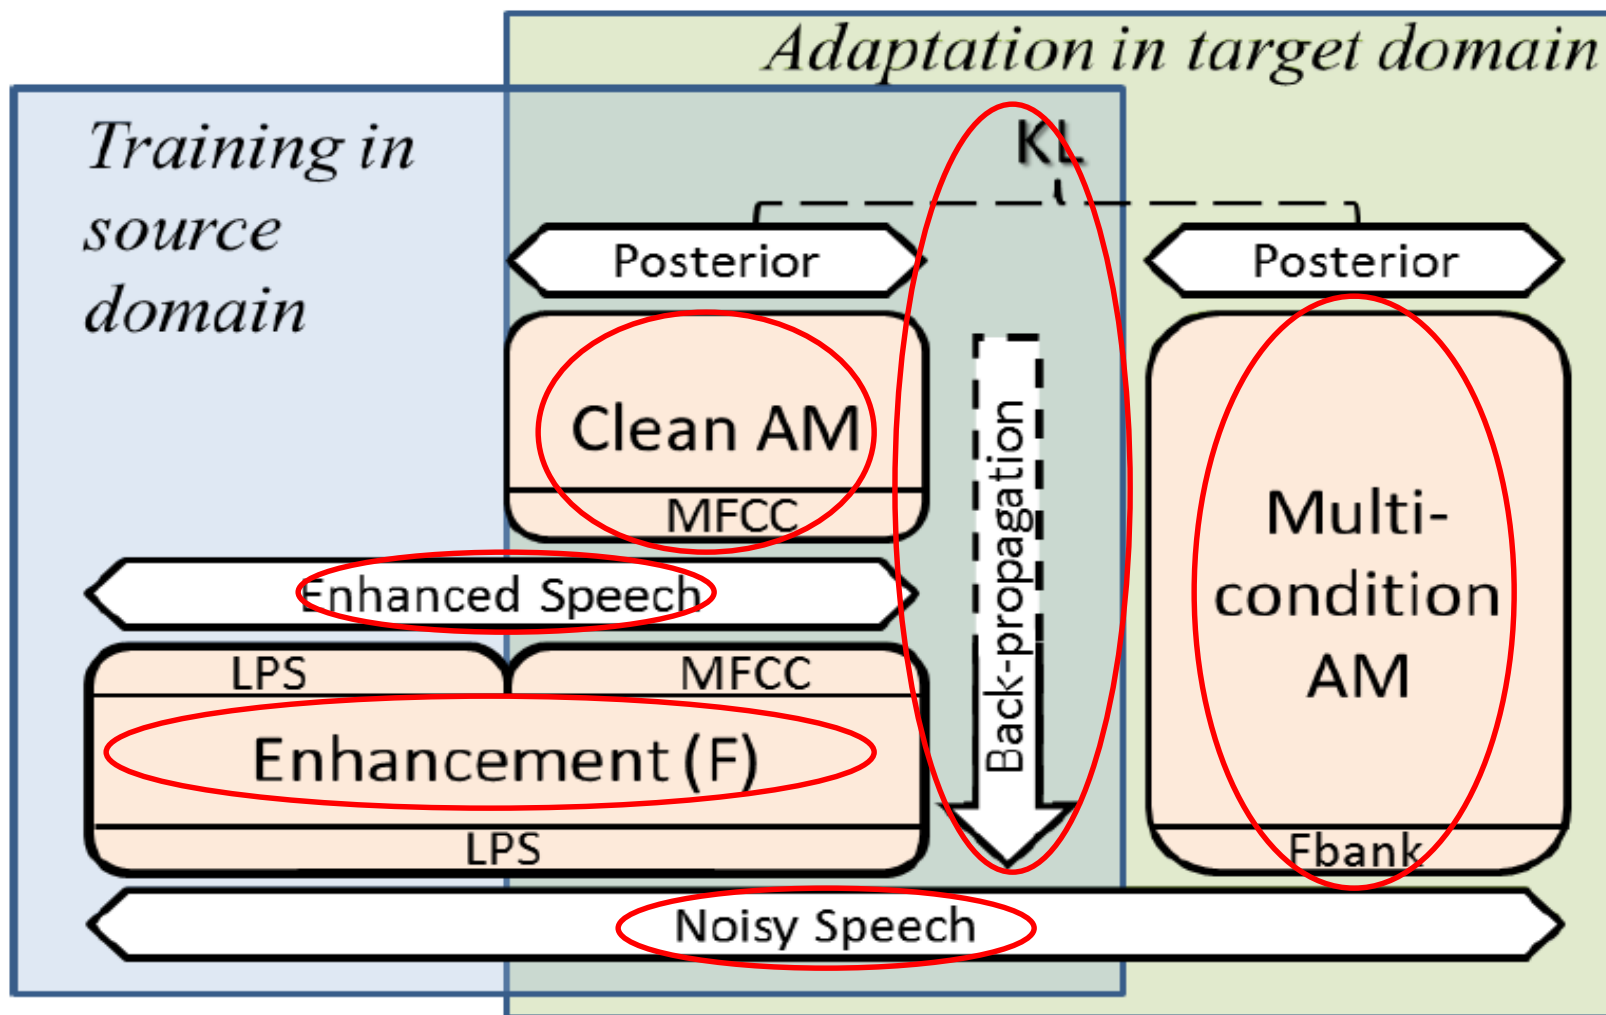 Adaptation in target domain
Training in
source
domain
KL
Posterior
Posterior
Clean AM
MFCC
Back-propagation
Multi-
condition
AM
Enhanced Speech
LPS
MFCC
Enhancement (F)
LPS
Fbank
Noisy Speech